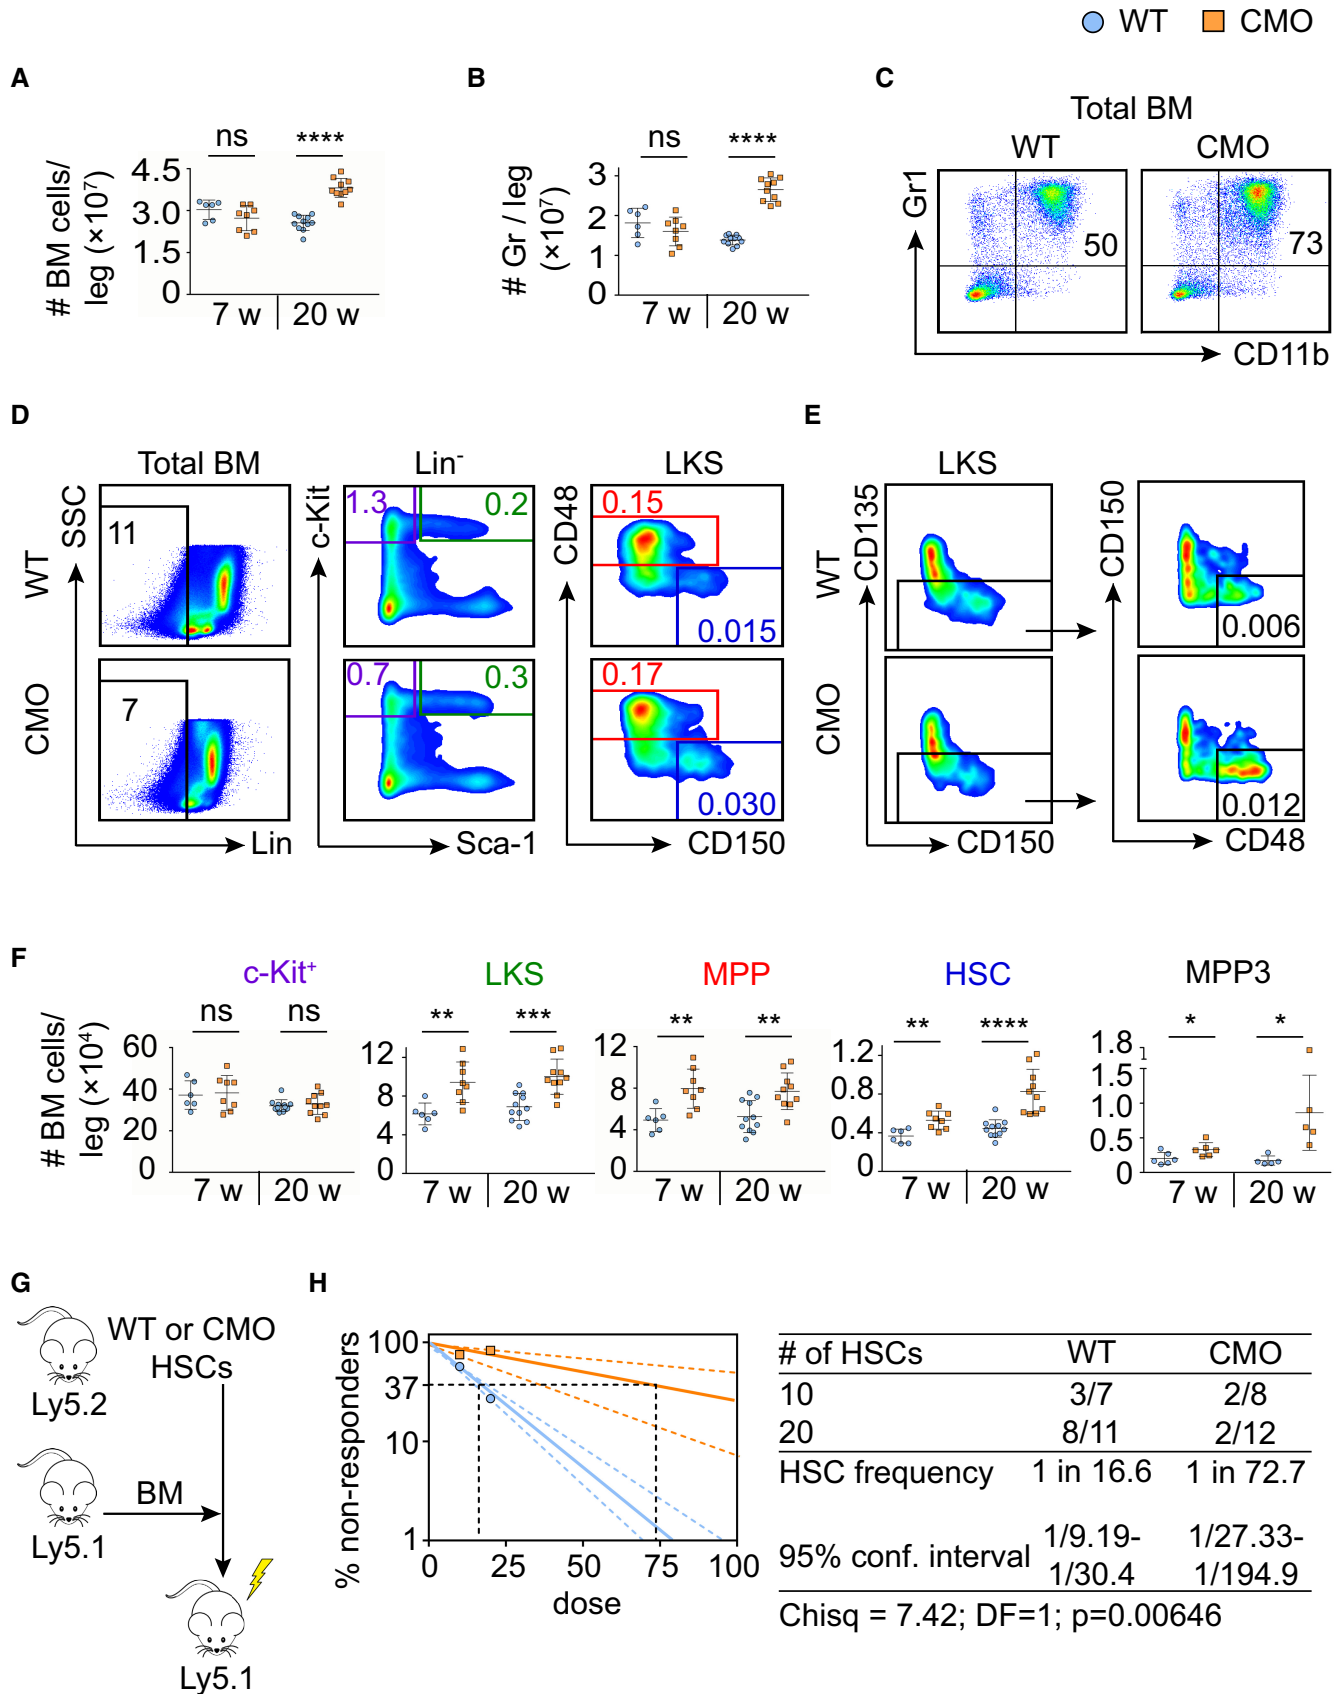 WT CMO
A
ns ****
# BM cells/
leg (×10⁷)
4.5
3.0
1.5
0
7 w 20 w
B
ns ****
# Gr / leg
(×10⁷)
3
2
1
0
7 w 20 w
C
Total BM
WT CMO
Gr1
50
73
CD11b
D
Total BM Lin⁻ LKS
SSC
c-Kit
CD48
WT
11
1.3
0.2
0.15
0.015
CMO
7
0.7
0.3
0.17
0.030
Lin
Sca-1
CD150
E
LKS
CD135
CD150
WT
0.006
CMO
0.012
CD150
CD48
F
# BM cells/
leg (×10⁴)
c-Kit⁺
ns ns
60
40
20
0
7 w 20 w
LKS
** ***
12
8
4
0
7 w 20 w
MPP
** **
12
8
4
0
7 w 20 w
HSC
** ****
1.2
0.8
0.4
0
7 w 20 w
MPP3
* *
1.8
1.5
1.0
0.5
0
7 w 20 w
G
WT or CMO
HSCs
Ly5.2
BM
Ly5.1
Ly5.1
H
% non-responders
100
37
10
1
0 25 50 75 100
dose
# of HSCs WT CMO
10 3/7 2/8
20 8/11 2/12
HSC frequency 1 in 16.6 1 in 72.7
95% conf. interval 1/9.19- 1/27.33-
1/30.4 1/194.9
Chisq = 7.42; DF=1; p=0.00646